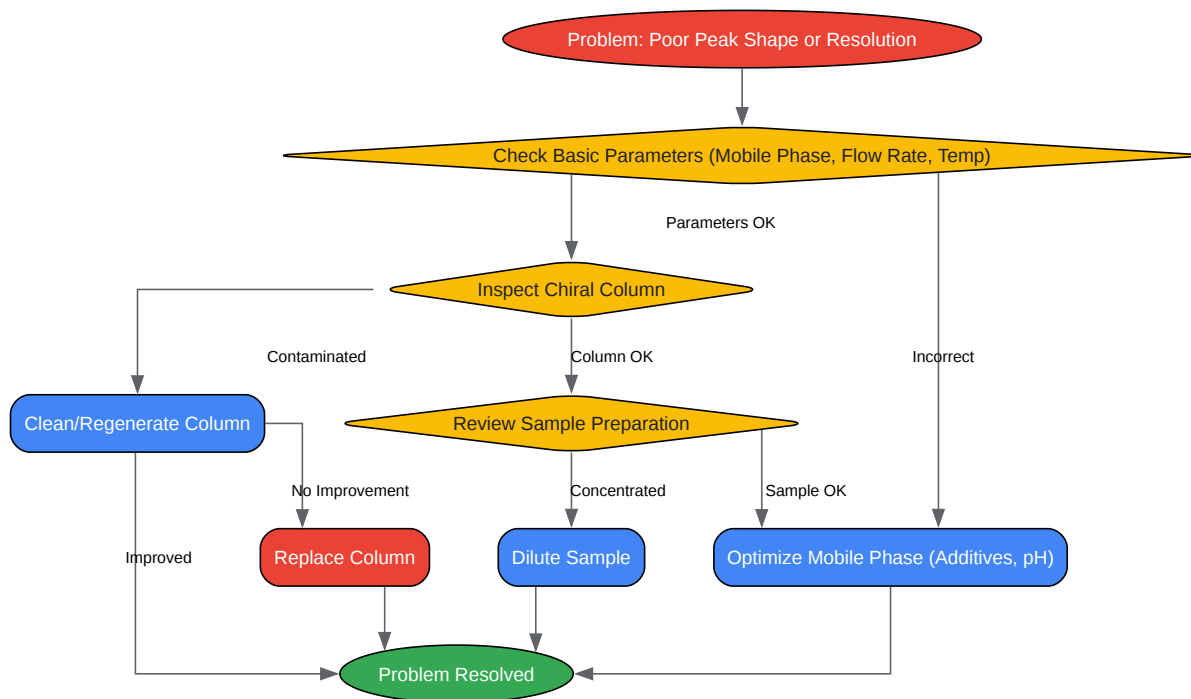 Problem: Poor Peak Shape or Resolution
Check Basic Parameters (Mobile Phase, Flow Rate, Temp)
Parameters OK
Inspect Chiral Column
Contaminated
Column OK
Incorrect
Clean/Regenerate Column
Review Sample Preparation
No Improvement
Concentrated
Sample OK
Improved
Replace Column
Dilute Sample
Optimize Mobile Phase (Additives, pH)
Problem Resolved